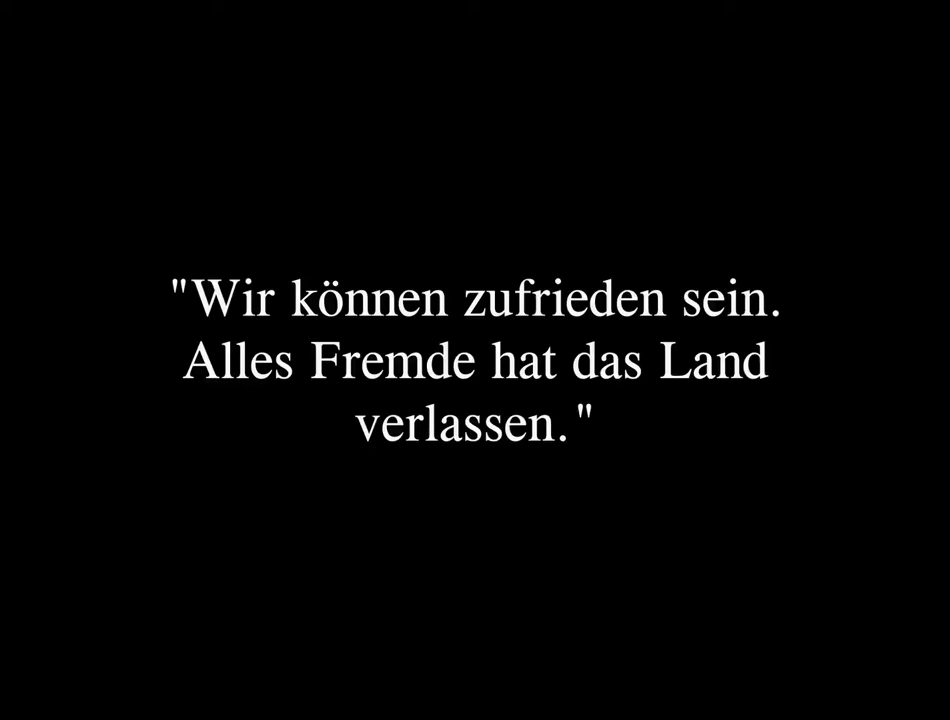 "Wir können zufrieden sein.
Alles Fremde hat das Land
verlassen."